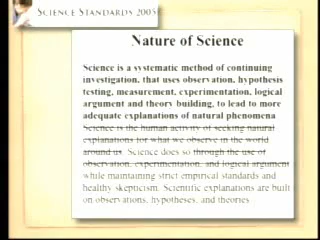 SCIENCE STANDARDS 2005
Nature of Science
Science is a systematic method of continuing
investigation, that uses observation, hypothesis
testing, measurement, experimentation, logical
argument and theory building, to lead to more
adequate explanations of natural phenomena
Science is the human activity of seeking natural
explanations for what we observe in the world
around us. Science does so through the use of
observation, experimentation, and logical argument
while maintaining strict empirical standards and
healthy skepticism. Scientific explanations are built
on observations, hypotheses, and theories